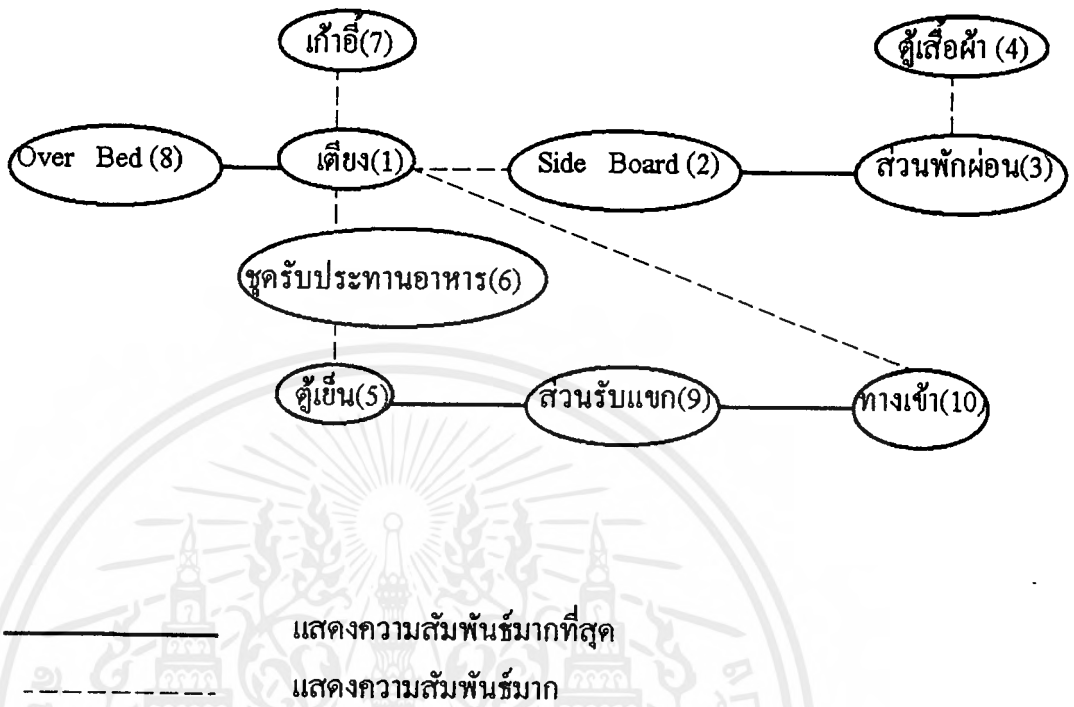 เก้าอี้(7)
ตู้เสื้อผ้า (4)
Over Bed (8)
เตียง(1)
Side Board (2)
ส่วนพักผ่อน(3)
ชุดรับประทานอาหาร(6)
ตู้เย็น(5)
ส่วนรับแขก(9)
ทางเข้า(10)
แสดงความสัมพันธ์มากที่สุด
แสดงความสัมพันธ์มาก